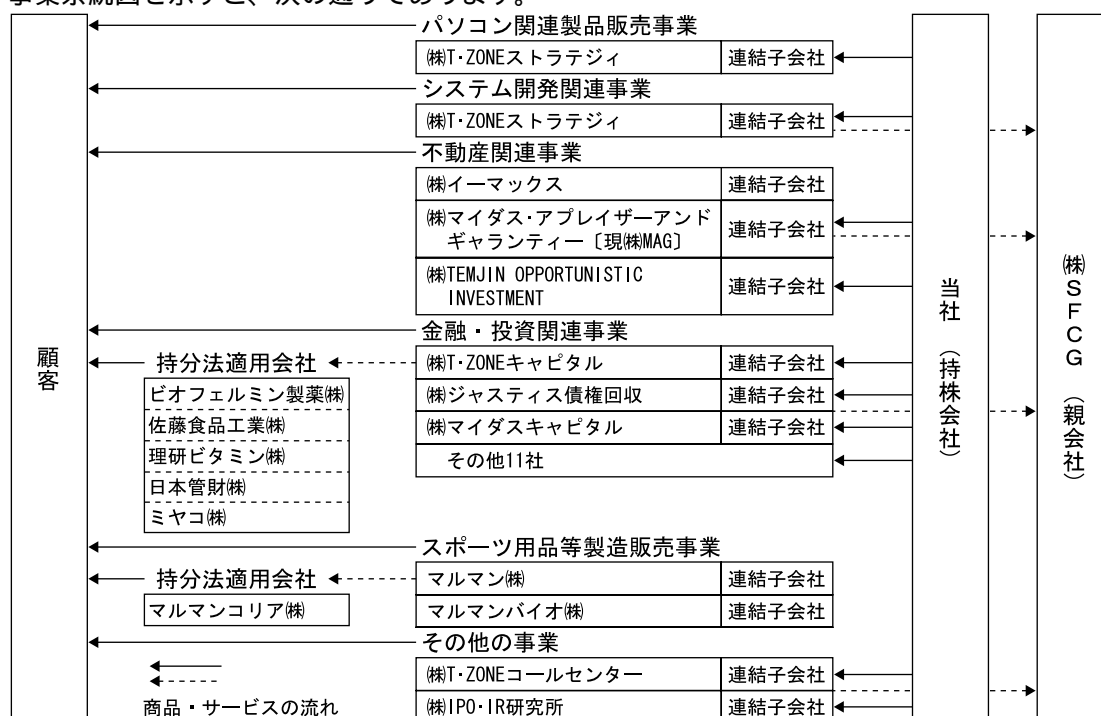 事業系統図を示すと、次の通りであります。
パソコン関連製品販売事業
㈱T・ZONEストラテジィ 連結子会社
システム開発関連事業
㈱T・ZONEストラテジィ 連結子会社
不動産関連事業
㈱イーマックス 連結子会社
㈱マイダス・アプレイザーアンド
ギャランティー〔現㈱MAG〕 連結子会社
㈱TEMJIN OPPORTUNISTIC
INVESTMENT 連結子会社
金融・投資関連事業
㈱T・ZONEキャピタル 連結子会社
㈱ジャスティス債権回収 連結子会社
㈱マイダスキャピタル 連結子会社
その他11社
持分法適用会社
ビオフェルミン製薬㈱
佐藤食品工業㈱
理研ビタミン㈱
日本管財㈱
ミヤコ㈱
スポーツ用品等製造販売事業
マルマン㈱ 連結子会社
マルマンバイオ㈱ 連結子会社
持分法適用会社
マルマンコリア㈱
その他の事業
㈱T・ZONEコールセンター 連結子会社
㈱IPO・IR研究所 連結子会社
顧客
当社（持株会社）
㈱SFCG（親会社）
商品・サービスの流れ